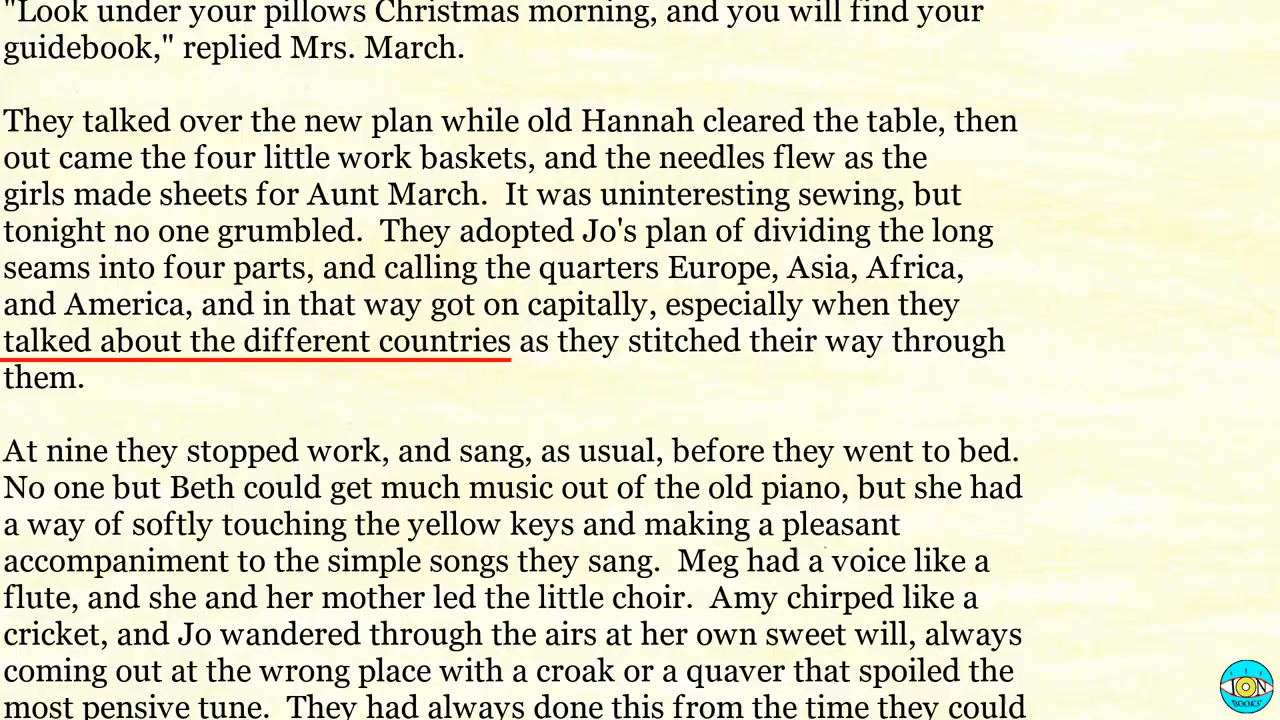 "Look under your pillows Christmas morning, and you will find your
guidebook," replied Mrs. March.
They talked over the new plan while old Hannah cleared the table, then
out came the four little work baskets, and the needles flew as the
girls made sheets for Aunt March.  It was uninteresting sewing, but
tonight no one grumbled.  They adopted Jo's plan of dividing the long
seams into four parts, and calling the quarters Europe, Asia, Africa,
and America, and in that way got on capitally, especially when they
talked about the different countries as they stitched their way through
them.
At nine they stopped work, and sang, as usual, before they went to bed.
No one but Beth could get much music out of the old piano, but she had
a way of softly touching the yellow keys and making a pleasant
accompaniment to the simple songs they sang.  Meg had a voice like a
flute, and she and her mother led the little choir.  Amy chirped like a
cricket, and Jo wandered through the airs at her own sweet will, always
coming out at the wrong place with a croak or a quaver that spoiled the
most pensive tune.  They had always done this from the time they could
ION
BOOKS